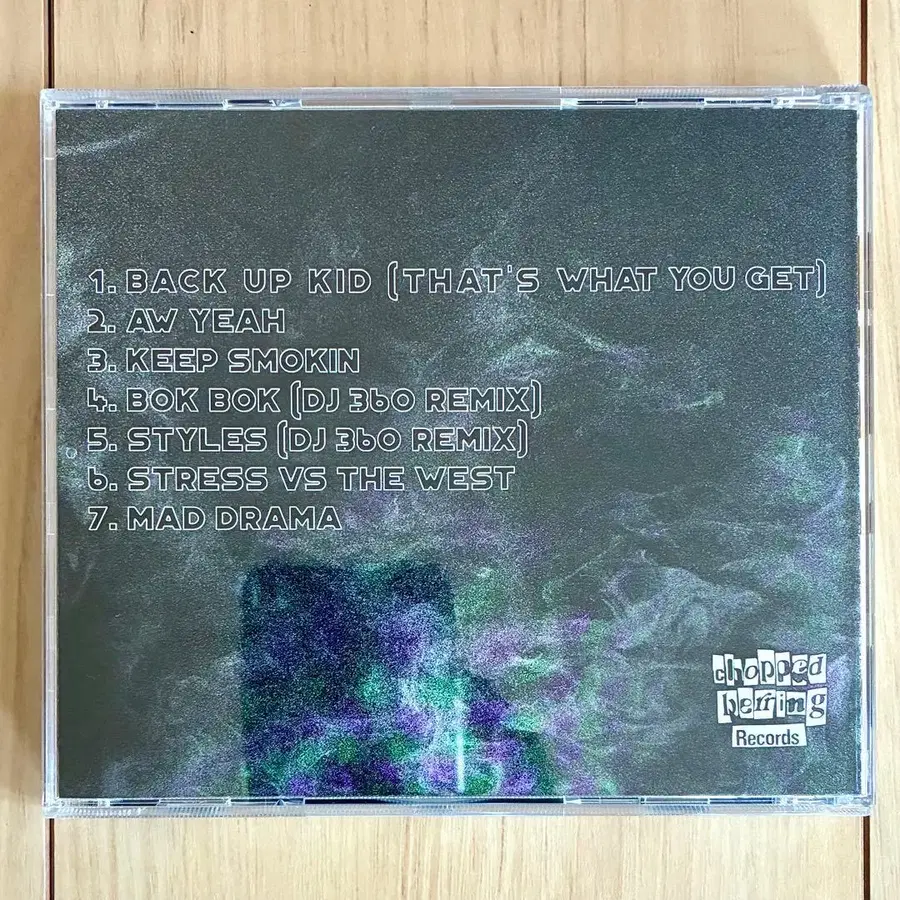 1. BACK UP KID (THAT'S WHAT YOU GET)
2. AW YEAH
3. KEEP SMOKIN
4. BOK BOK (DJ 360 REMIX)
5. STYLES (DJ 360 REMIX)
6. STRESS VS THE WEST
7. MAD DRAMA
chopped
herring
Records